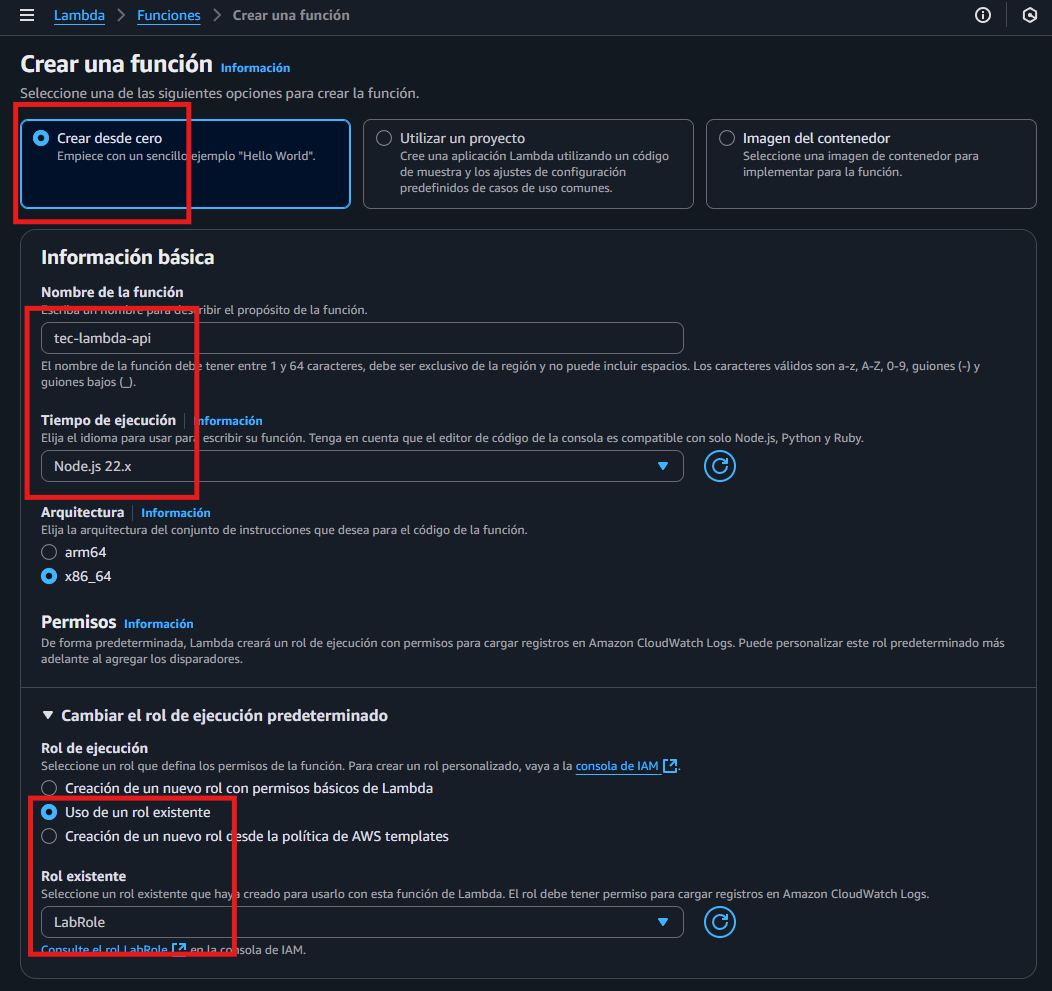 Lambda > Funciones > Crear una función
Crear una función Información
Seleccione una de las siguientes opciones para crear la función.
Crear desde cero
Empiece con un sencillo ejemplo "Hello World".
Utilizar un proyecto
Cree una aplicación Lambda utilizando un código
de muestra y los ajustes de configuración
predefinidos de casos de uso comunes.
Imagen del contenedor
Seleccione una imagen de contenedor para
implementar para la función.
Información básica
Nombre de la función
Escriba un nombre para describir el propósito de la función.
tec-lambda-api
El nombre de la función debe tener entre 1 y 64 caracteres, debe ser exclusivo de la región y no puede incluir espacios. Los caracteres válidos son a-z, A-Z, 0-9, guiones (-) y
guiones bajos (_).
Tiempo de ejecución Información
Elija el idioma para usar para escribir su función. Tenga en cuenta que el editor de código de la consola es compatible con solo Node.js, Python y Ruby.
Node.js 22.x
Arquitectura Información
Elija la arquitectura del conjunto de instrucciones que desea para el código de la función.
arm64
x86_64
Permisos Información
De forma predeterminada, Lambda creará un rol de ejecución con permisos para cargar registros en Amazon CloudWatch Logs. Puede personalizar este rol predeterminado más
adelante al agregar los disparadores.
Cambiar el rol de ejecución predeterminado
Rol de ejecución
Seleccione un rol que defina los permisos de la función. Para crear un rol personalizado, vaya a la consola de IAM.
Creación de un nuevo rol con permisos básicos de Lambda
Uso de un rol existente
Creación de un nuevo rol desde la política de AWS templates
Rol existente
Seleccione un rol existente que haya creado para usarlo con esta función de Lambda. El rol debe tener permiso para cargar registros en Amazon CloudWatch Logs.
LabRole
Consulte el rol LabRole en la consola de IAM.